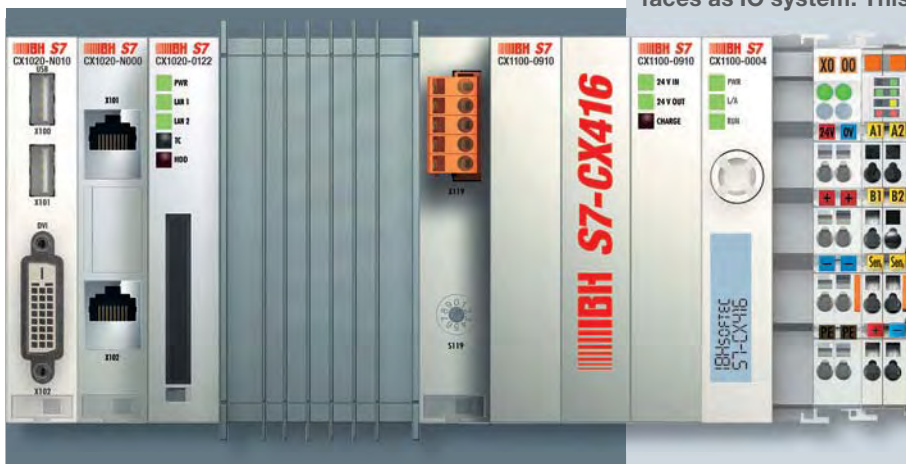 faces as IO system. This
IBH S7
CX1020-N010
USB
X100
X101
DVI
X102
IBH S7
CX1020-N000
X101
X102
IBH S7
CX1020-0122
PWR
LAN 1
LAN 2
TC
HDD
X119
S119
IBH S7
CX1100-0910
IBH S7-CX416
IBH S7
CX1100-0910
24 V IN
24 V OUT
CHARGE
IBH S7
CX1100-0004
PWR
L/A
RUN
IBHSOFTEC
S7-CX416
X0 00
24V 0V A1 A2
+ + B1 B2
− − Sen. Sen.
PE PE + −